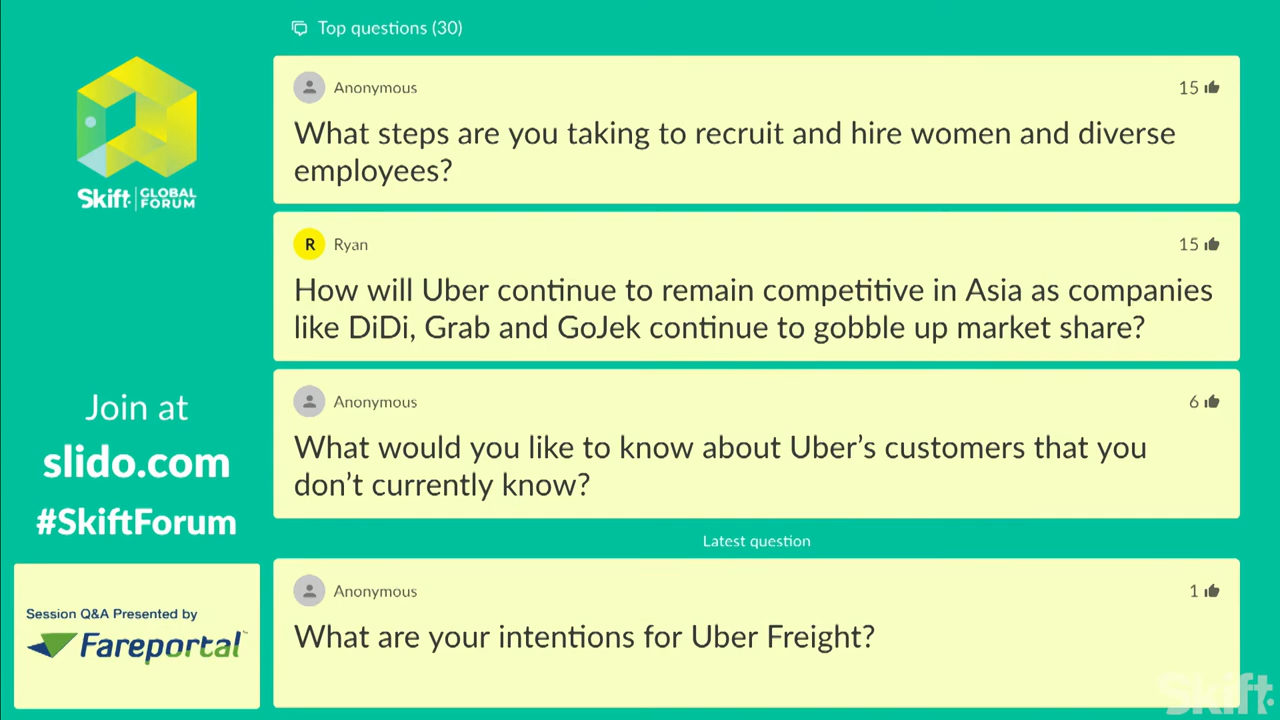 Top questions (30)
Skift
GLOBAL
FORUM
Join at
slido.com
#SkiftForum
Session Q&A Presented by
Fareportal™
Anonymous
15
What steps are you taking to recruit and hire women and diverse
employees?
R
Ryan
15
How will Uber continue to remain competitive in Asia as companies
like DiDi, Grab and GoJek continue to gobble up market share?
Anonymous
6
What would you like to know about Uber’s customers that you
don’t currently know?
Latest question
Anonymous
1
What are your intentions for Uber Freight?
Skift